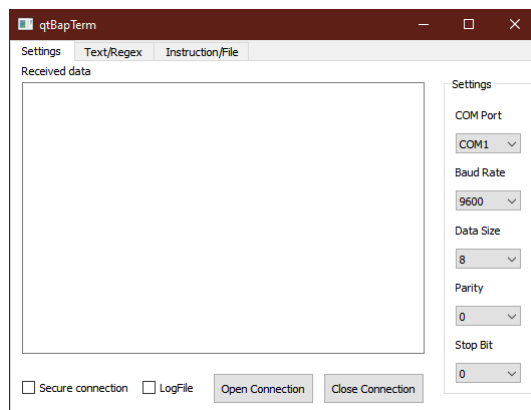 qtBapTerm
Settings Text/Regex Instruction/File
Received data
Settings
COM Port
COM1
Baud Rate
9600
Data Size
8
Parity
0
Stop Bit
0
Secure connection LogFile Open Connection Close Connection